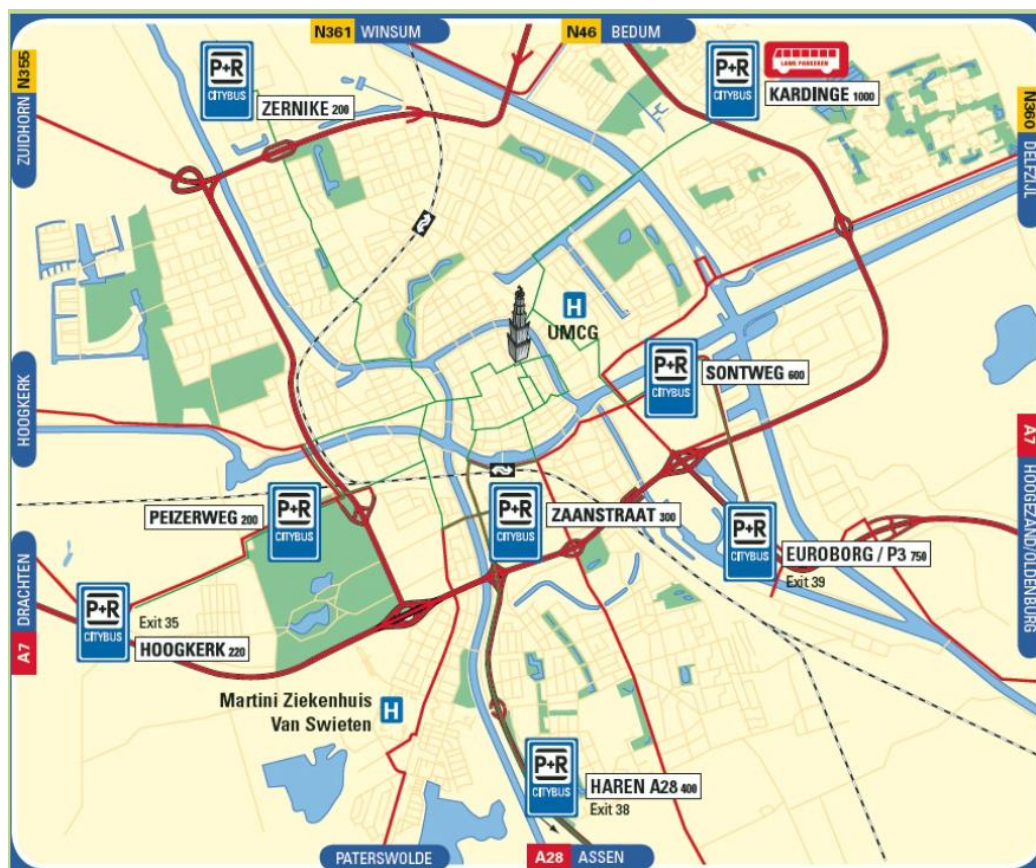 N361 WINSUM
N46 BEDUM
N355
ZUIDHORN
P+R
CITYBUS
ZERNIKE 200
P+R
CITYBUS
LANG PARKEREN
KARDINGE 1000
N360
DELFZIJL
H
UMCG
HOOGKERK
P+R
CITYBUS
SONTWEG 600
A7
HOOGEZAND/OLDENBURG
PEIZERWEG 200
P+R
CITYBUS
P+R
CITYBUS
ZAANSTRAAT 300
P+R
CITYBUS
EUROBORG / P3 750
Exit 39
DRACHTEN
A7
P+R
CITYBUS
Exit 35
HOOGKERK 220
Martini Ziekenhuis
Van Swieten
H
P+R
CITYBUS
HAREN A28 400
Exit 38
PATERSWOLDE
A28 ASSEN